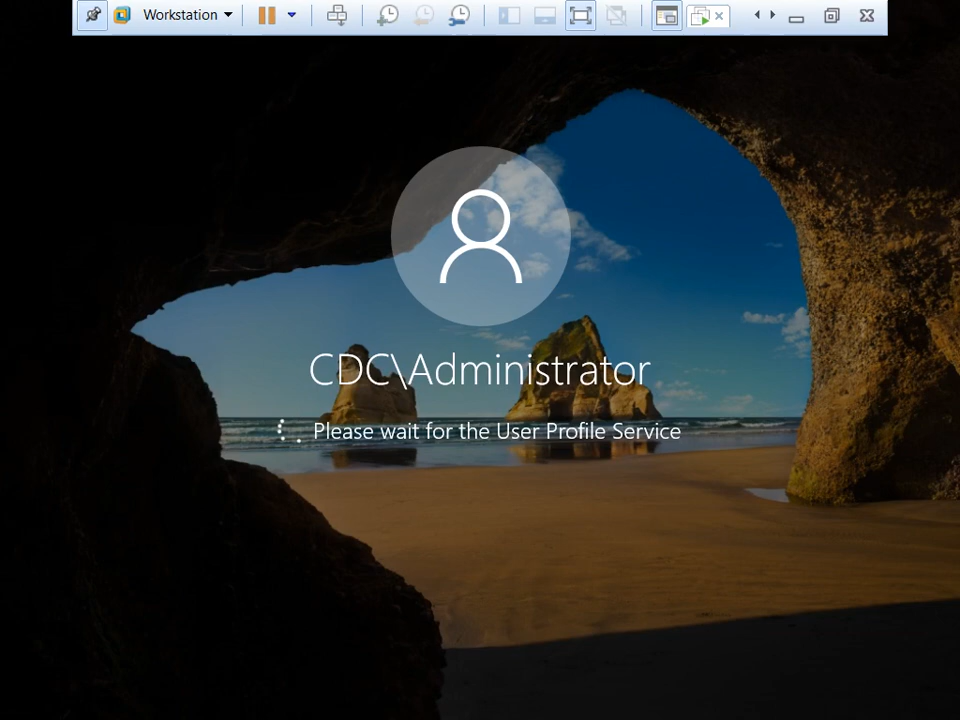 Workstation
CDC\Administrator
Please wait for the User Profile Service